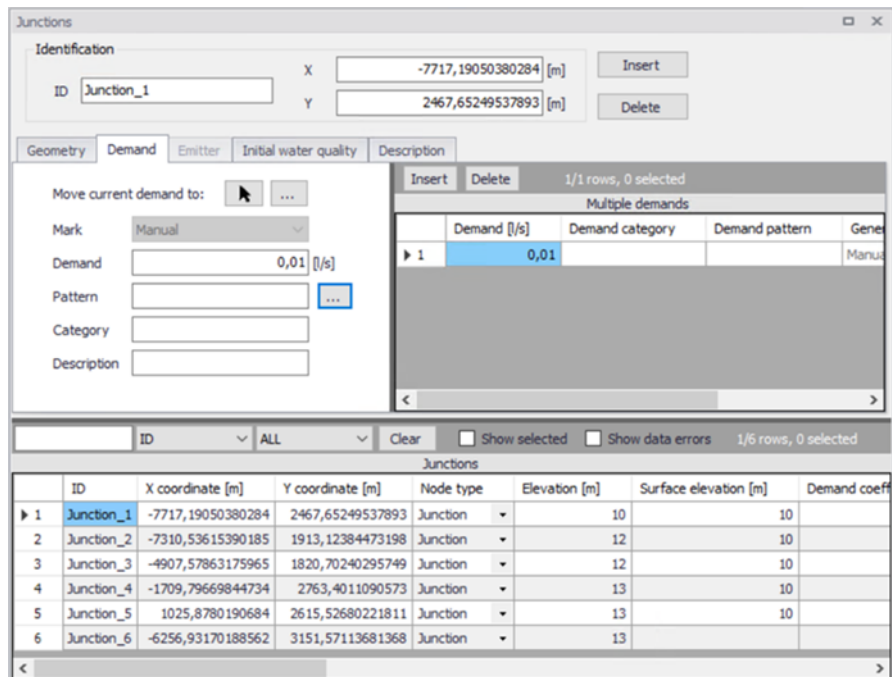 Junctions
Identification
X -7717,19050380284 [m] Insert
ID Junction_1
Y 2467,65249537893 [m] Delete
Geometry Demand Emitter Initial water quality Description
Move current demand to: ...
Mark Manual
Demand 0,01 [l/s]
Pattern ...
Category
Description
Insert Delete 1/1 rows, 0 selected
Multiple demands
Demand [l/s] Demand category Demand pattern Gene
1 0,01 Manua
ID ALL Clear Show selected Show data errors 1/6 rows, 0 selected
Junctions
ID X coordinate [m] Y coordinate [m] Node type Elevation [m] Surface elevation [m] Demand coeff
1 Junction_1 -7717,19050380284 2467,65249537893 Junction 10 10
2 Junction_2 -7310,53615390185 1913,12384473198 Junction 12 10
3 Junction_3 -4907,57863175965 1820,70240295749 Junction 12 10
4 Junction_4 -1709,79669844734 2763,4011090573 Junction 13 10
5 Junction_5 1025,8780190684 2615,52680221811 Junction 13 10
6 Junction_6 -6256,93170188562 3151,57113681368 Junction 13